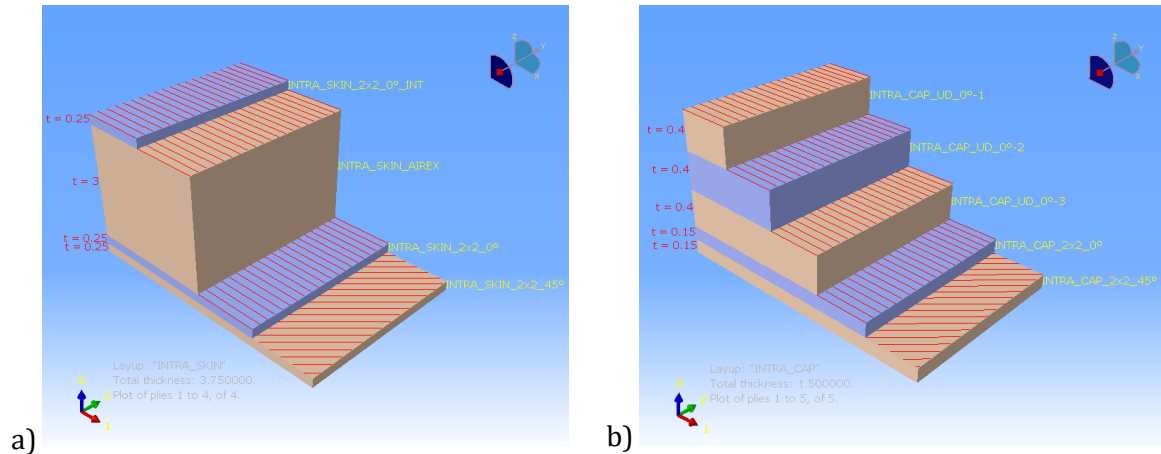 INTRA_SKIN_2x2_0º_INT
t = 0.25
INTRA_SKIN_AIREX
t = 3
t = 0.25
t = 0.25
INTRA_SKIN_2x2_0º
INTRA_SKIN_2x2_45º
Layup: "INTRA_SKIN"
Total thickness: 3.750000.
Plot of plies 1 to 4, of 4.
Z
Y
X
a)
INTRA_CAP_UD_0º-1
t = 0.4
INTRA_CAP_UD_0º-2
t = 0.4
INTRA_CAP_UD_0º-3
t = 0.4
t = 0.15
INTRA_CAP_2x2_0º
t = 0.15
INTRA_CAP_2x2_45º
Layup: "INTRA_CAP"
Total thickness: 1.500000.
Plot of plies 1 to 5, of 5.
Z
Y
X
b)